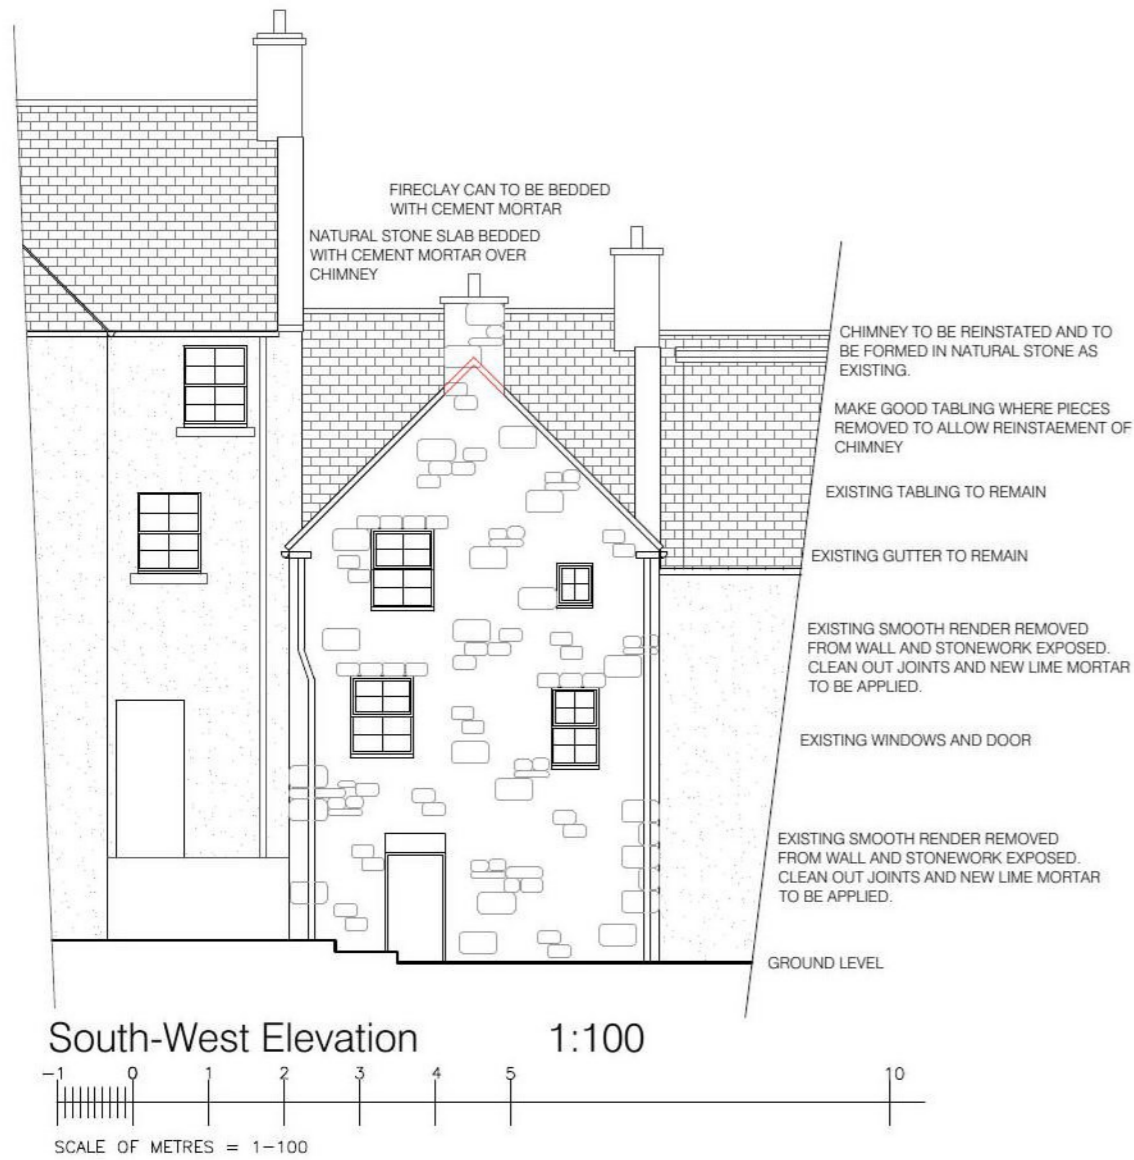 FIRECLAY CAN TO BE BEDDED
WITH CEMENT MORTAR
NATURAL STONE SLAB BEDDED
WITH CEMENT MORTAR OVER
CHIMNEY
CHIMNEY TO BE REINSTATED AND TO
BE FORMED IN NATURAL STONE AS
EXISTING.
MAKE GOOD TABLING WHERE PIECES
REMOVED TO ALLOW REINSTAEMENT OF
CHIMNEY
EXISTING TABLING TO REMAIN
EXISTING GUTTER TO REMAIN
EXISTING SMOOTH RENDER REMOVED
FROM WALL AND STONEWORK EXPOSED.
CLEAN OUT JOINTS AND NEW LIME MORTAR
TO BE APPLIED.
EXISTING WINDOWS AND DOOR
EXISTING SMOOTH RENDER REMOVED
FROM WALL AND STONEWORK EXPOSED.
CLEAN OUT JOINTS AND NEW LIME MORTAR
TO BE APPLIED.
GROUND LEVEL
South-West Elevation 1:100
-1 0 1 2 3 4 5 10
SCALE OF METRES = 1-100